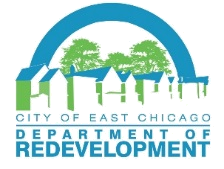 CITY OF EAST CHICAGO
DEPARTMENT OF
REDEVELOPMENT